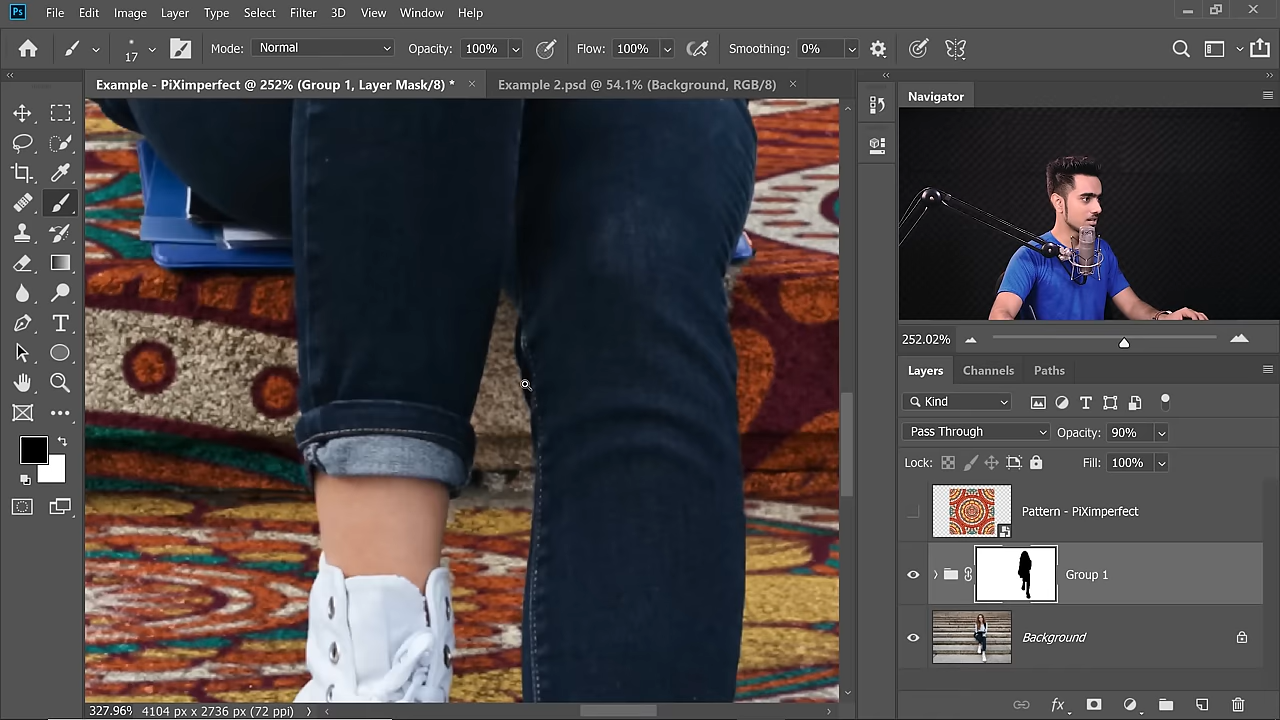 Ps File Edit Image Layer Type Select Filter 3D View Window Help
17 Mode: Normal Opacity: 100% Flow: 100% Smoothing: 0%
Example - PiXimperfect @ 252% (Group 1, Layer Mask/8) * × Example 2.psd @ 54.1% (Background, RGB/8) ×
Navigator
252.02%
Layers Channels Paths
Kind
Pass Through Opacity: 90%
Lock: Fill: 100%
Pattern - PiXimperfect
Group 1
Background
fx
327.96% 4104 px x 2736 px (72 ppi)